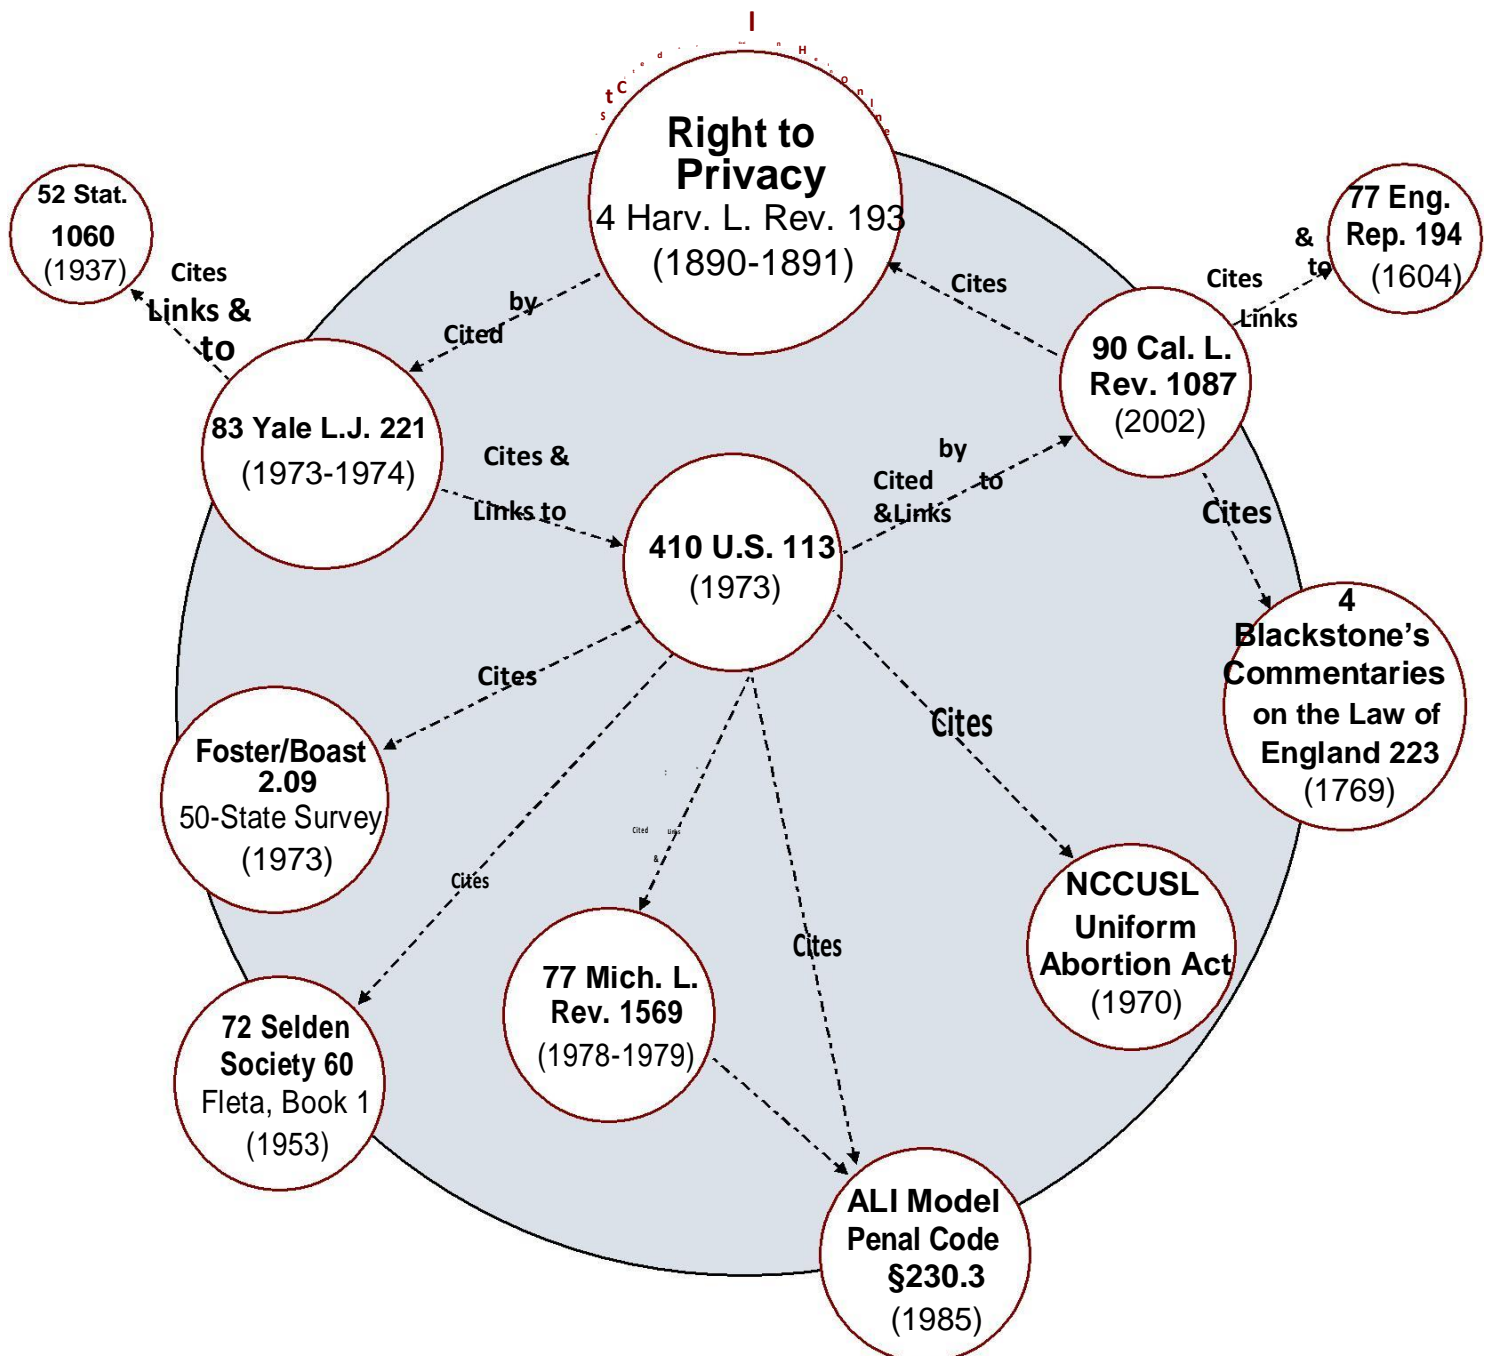 Right to
Privacy
4 Harv. L. Rev. 193
(1890-1891)
52 Stat.
1060
(1937)
Cites
Links &
to
by
Cited
Cites
77 Eng.
Rep. 194
(1604)
&
to
Cites
Links
90 Cal. L.
Rev. 1087
(2002)
83 Yale L.J. 221
(1973-1974)
Cites &
Links to
by
Cited to
&Links
Cites
410 U.S. 113
(1973)
4
Blackstone’s
Commentaries
on the Law of
England 223
(1769)
Cites
Cites
Foster/Boast
2.09
50-State Survey
(1973)
Cited Links
&
Cites
NCCUSL
Uniform
Abortion Act
(1970)
Cites
77 Mich. L.
Rev. 1569
(1978-1979)
72 Selden
Society 60
Fleta, Book 1
(1953)
ALI Model
Penal Code
§230.3
(1985)